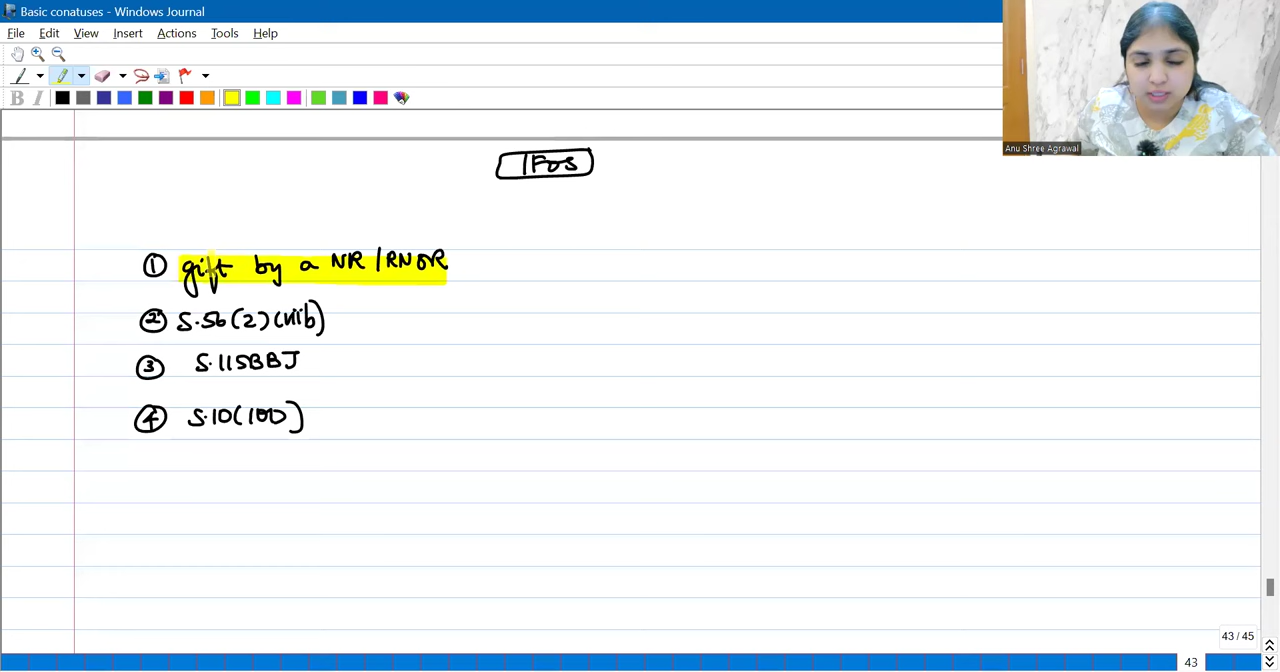 Basic conatuses - Windows Journal
File Edit View Insert Actions Tools Help
B I
Anu Shree Agrawal
IFOS
① gift by a NR / RNOR
② S.56(2)(viib)
③ S.115BBJ
④ S.10(10D)
43 / 45
43